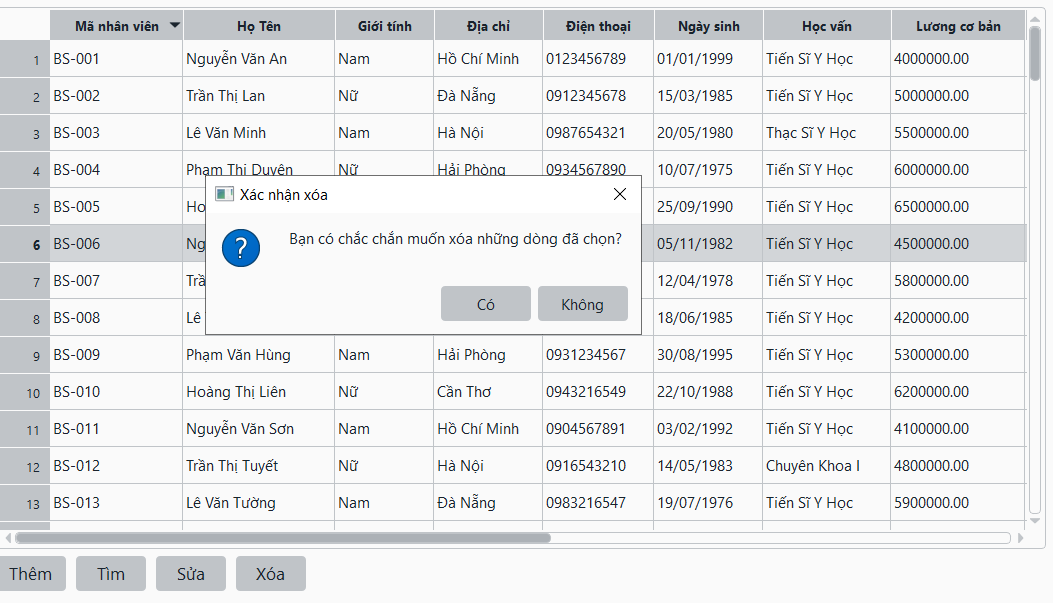 Mã nhân viên Họ Tên Giới tính Địa chỉ Điện thoại Ngày sinh Học vấn Lương cơ bản
1 BS-001 Nguyễn Văn An Nam Hồ Chí Minh 0123456789 01/01/1999 Tiến Sĩ Y Học 4000000.00
2 BS-002 Trần Thị Lan Nữ Đà Nẵng 0912345678 15/03/1985 Tiến Sĩ Y Học 5000000.00
3 BS-003 Lê Văn Minh Nam Hà Nội 0987654321 20/05/1980 Thạc Sĩ Y Học 5500000.00
4 BS-004 Phạm Thị Duyên Nữ Hải Phòng 0934567890 10/07/1975 Tiến Sĩ Y Học 6000000.00
Xác nhận xóa
5 BS-005 Ho 25/09/1990 Tiến Sĩ Y Học 6500000.00
Bạn có chắc chắn muốn xóa những dòng đã chọn?
6 BS-006 Ng 05/11/1982 Tiến Sĩ Y Học 4500000.00
7 BS-007 Trầ 12/04/1978 Tiến Sĩ Y Học 5800000.00
Có Không
8 BS-008 Lê 18/06/1985 Tiến Sĩ Y Học 4200000.00
9 BS-009 Phạm Văn Hùng Nam Hải Phòng 0931234567 30/08/1995 Tiến Sĩ Y Học 5300000.00
10 BS-010 Hoàng Thị Liên Nữ Cần Thơ 0943216549 22/10/1988 Tiến Sĩ Y Học 6200000.00
11 BS-011 Nguyễn Văn Sơn Nam Hồ Chí Minh 0904567891 03/02/1992 Tiến Sĩ Y Học 4100000.00
12 BS-012 Trần Thị Tuyết Nữ Hà Nội 0916543210 14/05/1983 Chuyên Khoa I 4800000.00
13 BS-013 Lê Văn Tường Nam Đà Nẵng 0983216547 19/07/1976 Tiến Sĩ Y Học 5900000.00
Thêm Tìm Sửa Xóa